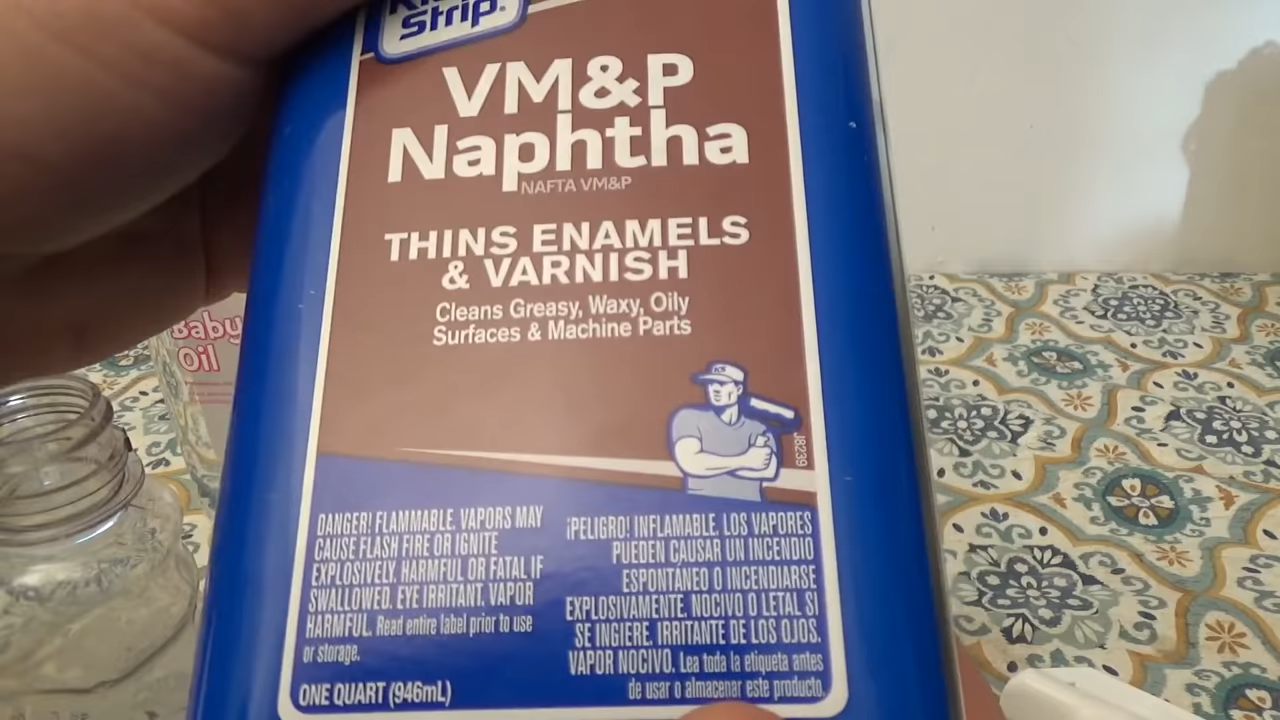 Strip.
VM&P
Naphtha
NAFTA VM&P
THINS ENAMELS
& VARNISH
Cleans Greasy, Waxy, Oily
Surfaces & Machine Parts
KS
J8239
DANGER! FLAMMABLE. VAPORS MAY
CAUSE FLASH FIRE OR IGNITE
EXPLOSIVELY. HARMFUL OR FATAL IF
SWALLOWED. EYE IRRITANT. VAPOR
HARMFUL. Read entire label prior to use
or storage.
ONE QUART (946mL)
¡PELIGRO! INFLAMABLE. LOS VAPORES
PUEDEN CAUSAR UN INCENDIO
ESPONTÁNEO O INCENDIARSE
EXPLOSIVAMENTE. NOCIVO O LETAL SI
SE INGIERE. IRRITANTE DE LOS OJOS.
VAPOR NOCIVO. Lea toda la etiqueta antes
de usar o almacenar este producto.
Baby
Oil